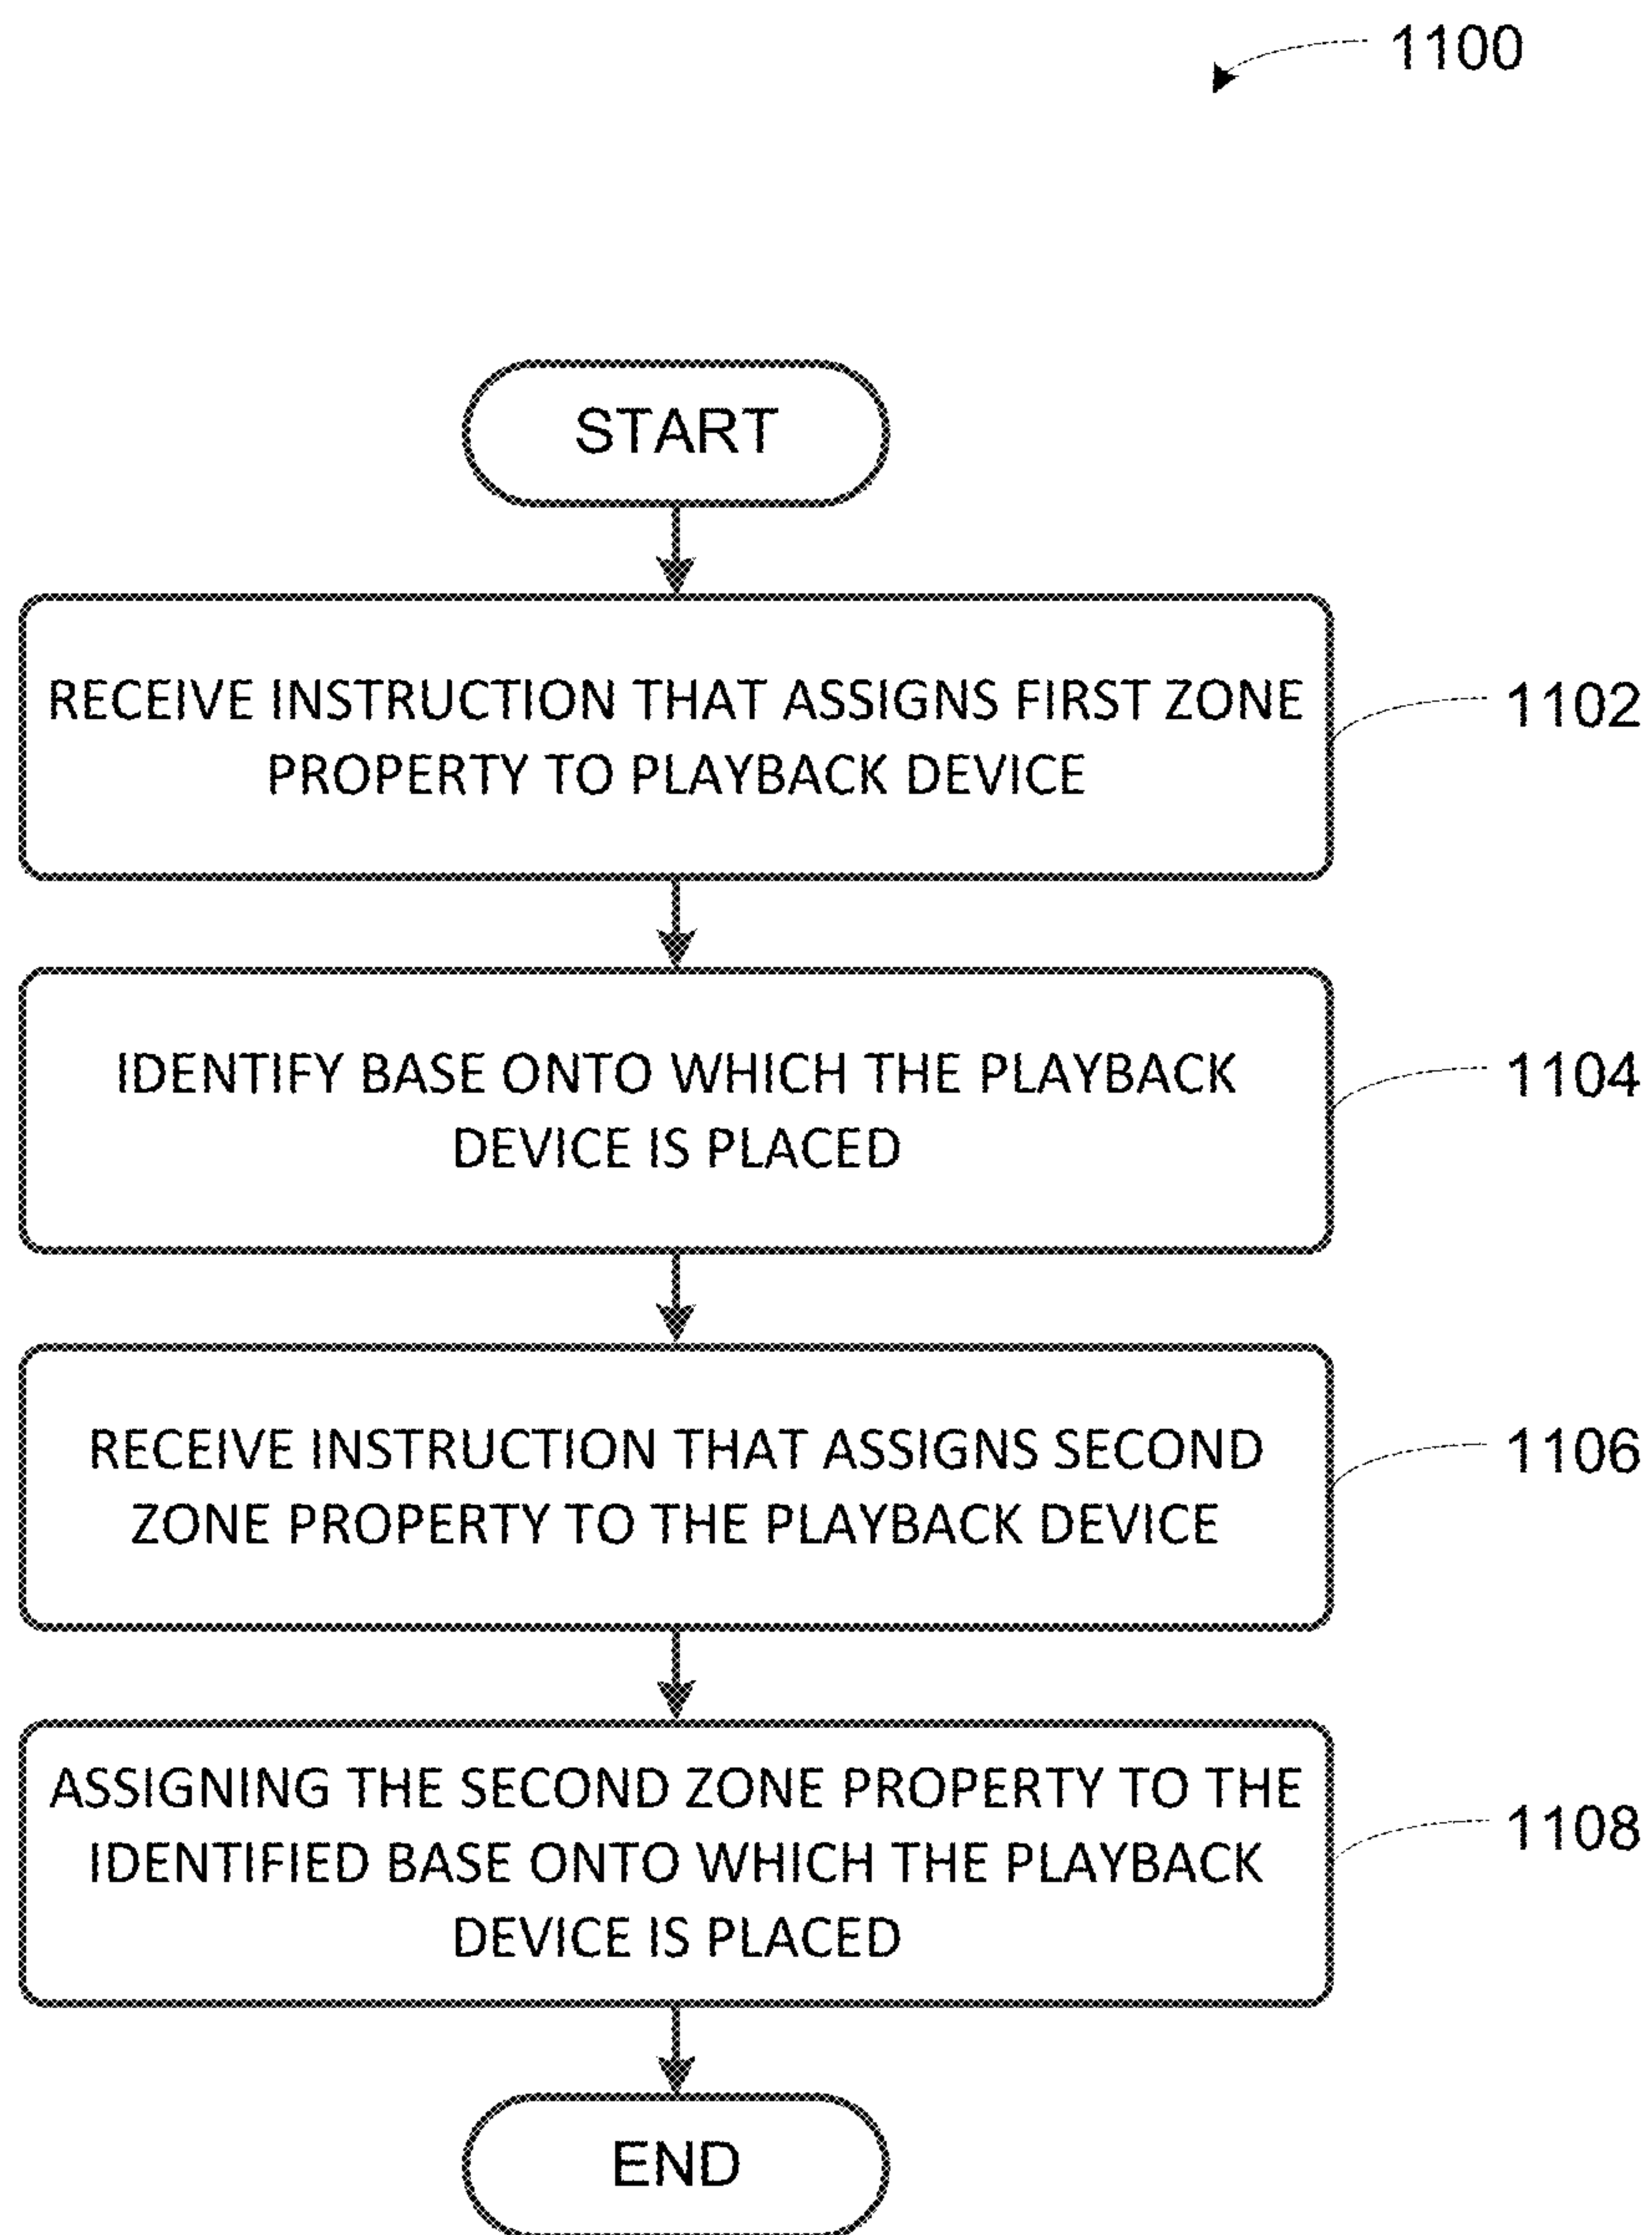 1100
START
RECEIVE INSTRUCTION THAT ASSIGNS FIRST ZONE
PROPERTY TO PLAYBACK DEVICE
1102
IDENTIFY BASE ONTO WHICH THE PLAYBACK
DEVICE IS PLACED
1104
RECEIVE INSTRUCTION THAT ASSIGNS SECOND
ZONE PROPERTY TO THE PLAYBACK DEVICE
1106
ASSIGNING THE SECOND ZONE PROPERTY TO THE
IDENTIFIED BASE ONTO WHICH THE PLAYBACK
DEVICE IS PLACED
1108
END